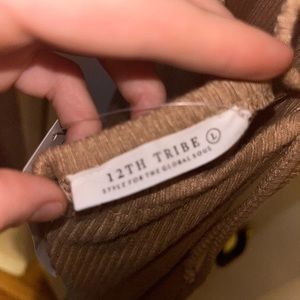 12TH TRIBE
STYLE FOR THE GLOBAL SOUL
L